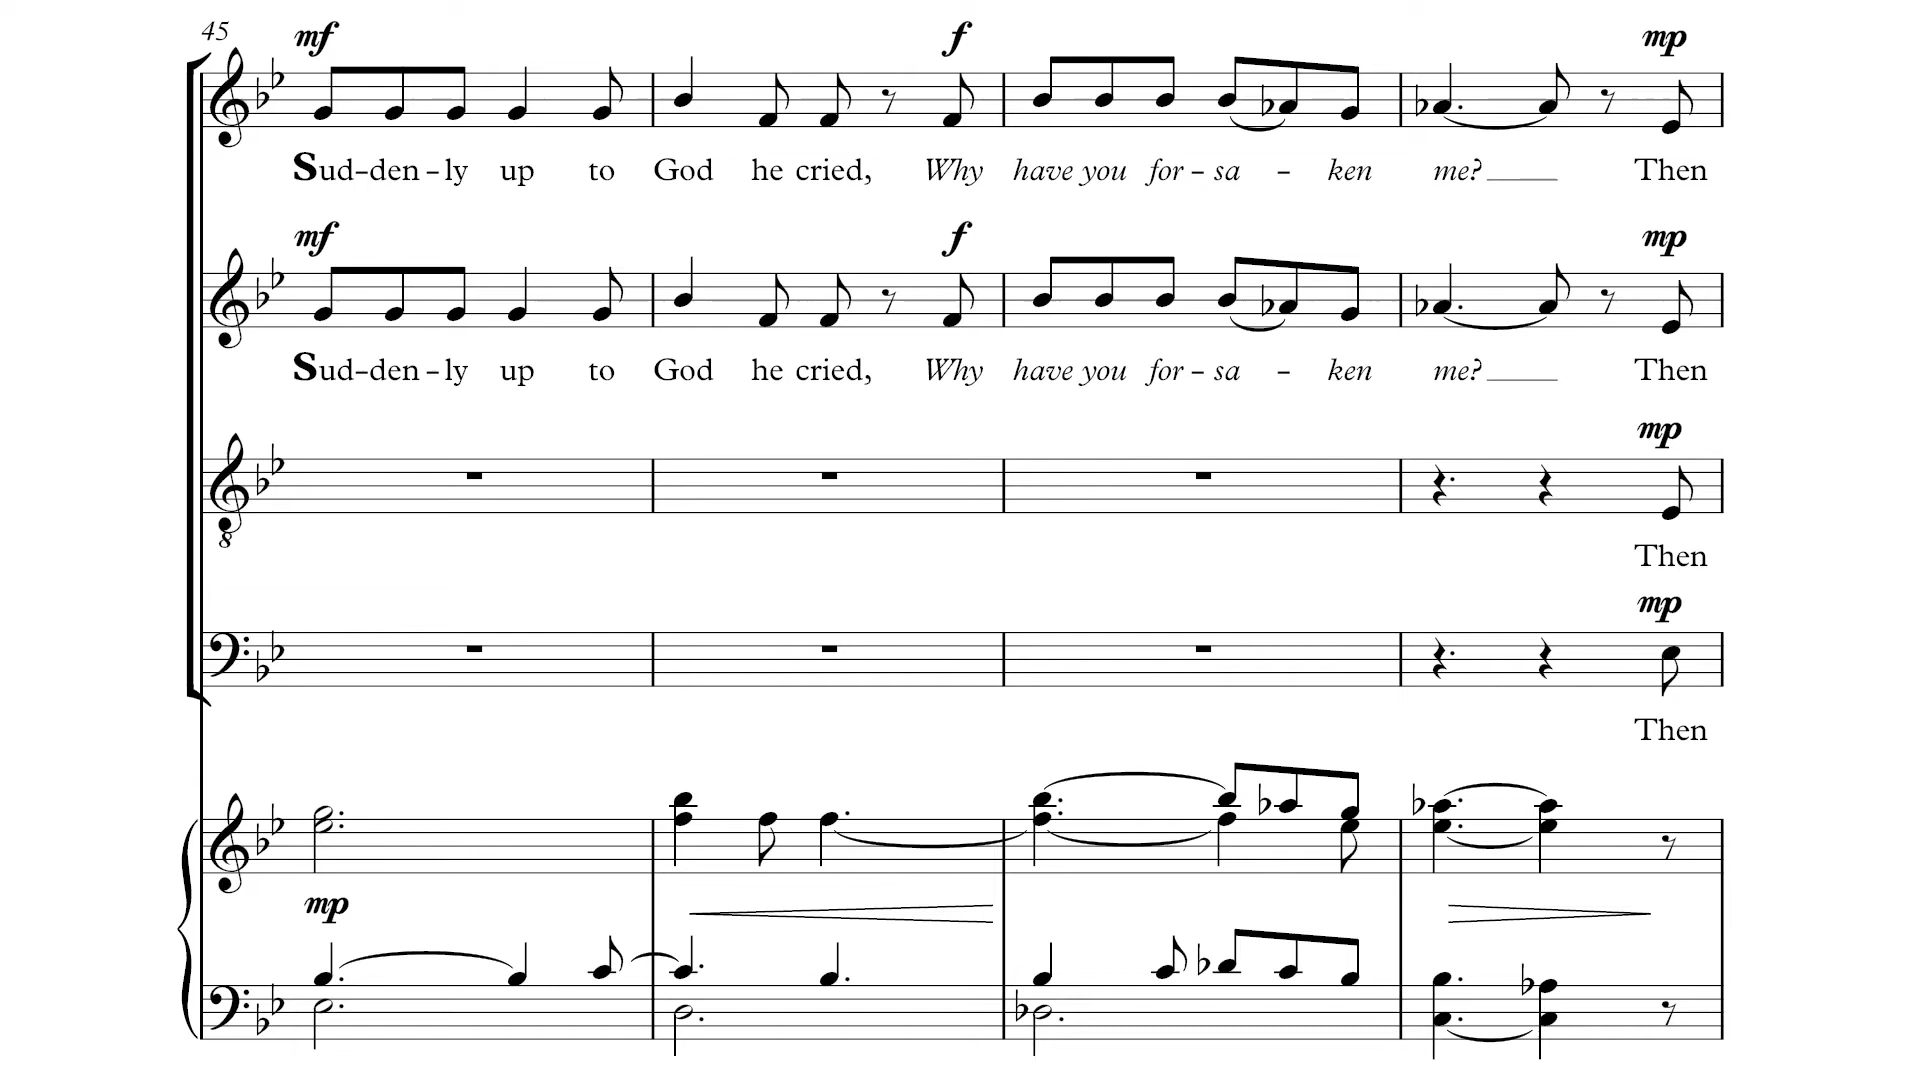 45
mf f mp
Sud-den-ly up to God he cried, Why have you for-sa - ken me? Then
mf f mp
Sud-den-ly up to God he cried, Why have you for-sa - ken me? Then
mp
8
Then
mp
Then
mp